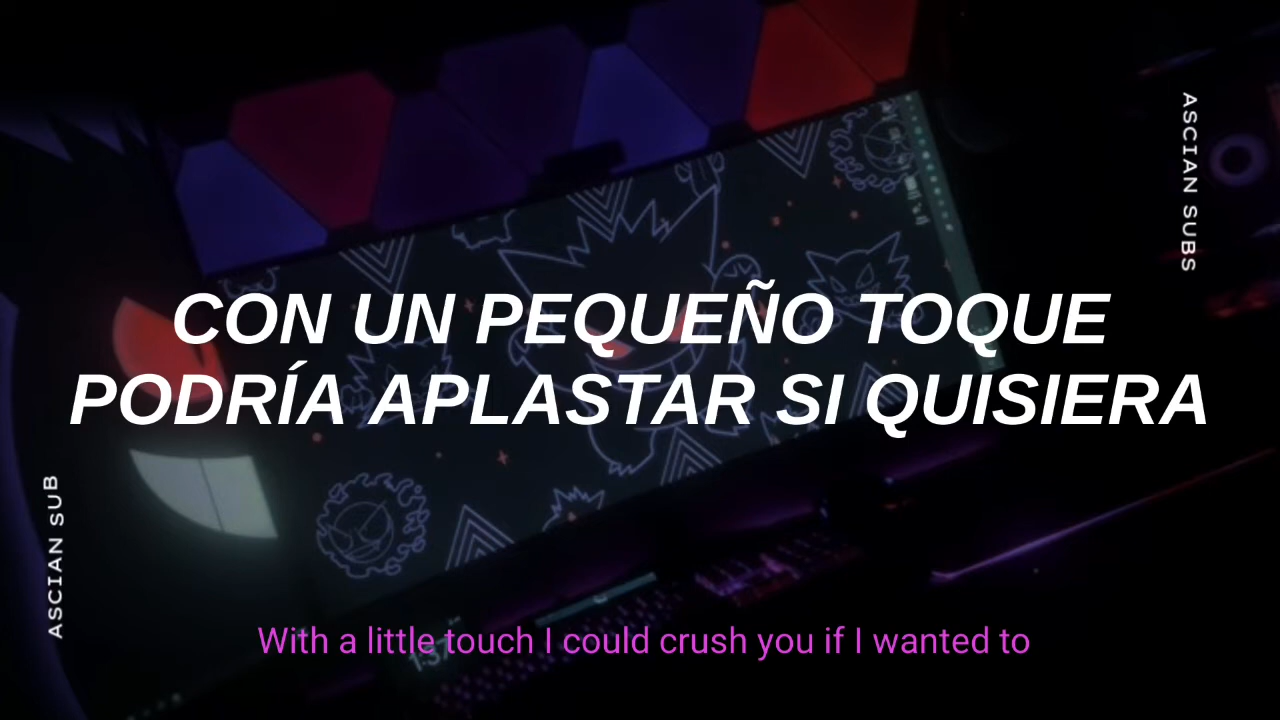 ASCIAN SUBS
CON UN PEQUEÑO TOQUE
PODRÍA APLASTAR SI QUISIERA
ASCIAN SUB
With a little touch I could crush you if I wanted to